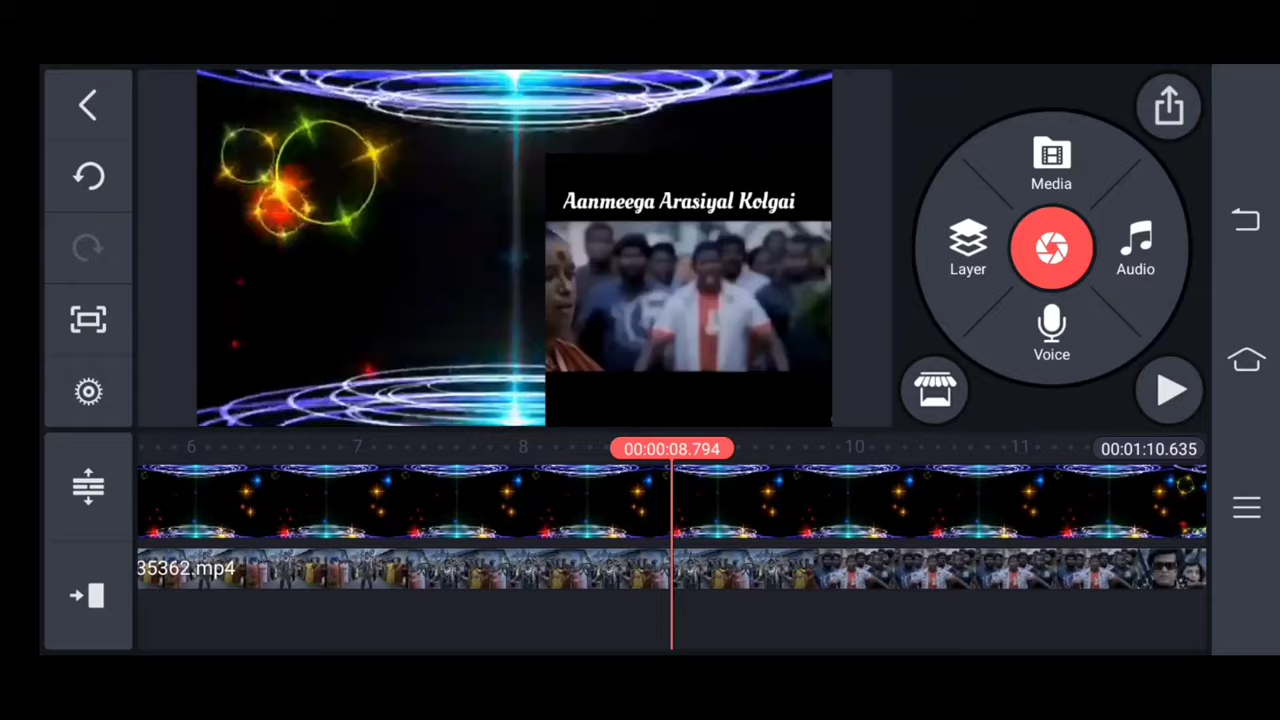 Media
Aanmeega Arasiyal Kolgai
Layer
Audio
Voice
6
7
8
00:00:08.794
10
11
00:01:10.635
35362.mp4